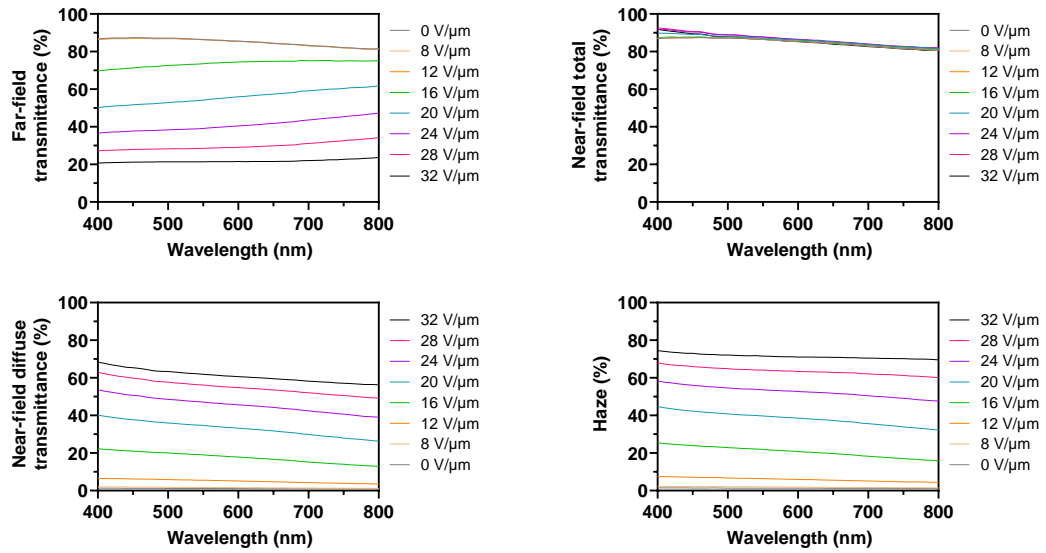 Far-field
transmittance (%)
100
80
60
40
20
0
400 500 600 700 800
Wavelength (nm)
0 V/μm
8 V/μm
12 V/μm
16 V/μm
20 V/μm
24 V/μm
28 V/μm
32 V/μm
Near-field total
transmittance (%)
100
80
60
40
20
0
400 500 600 700 800
Wavelength (nm)
0 V/μm
8 V/μm
12 V/μm
16 V/μm
20 V/μm
24 V/μm
28 V/μm
32 V/μm
Near-field diffuse
transmittance (%)
100
80
60
40
20
0
400 500 600 700 800
Wavelength (nm)
32 V/μm
28 V/μm
24 V/μm
20 V/μm
16 V/μm
12 V/μm
8 V/μm
0 V/μm
Haze (%)
100
80
60
40
20
0
400 500 600 700 800
Wavelength (nm)
32 V/μm
28 V/μm
24 V/μm
20 V/μm
16 V/μm
12 V/μm
8 V/μm
0 V/μm